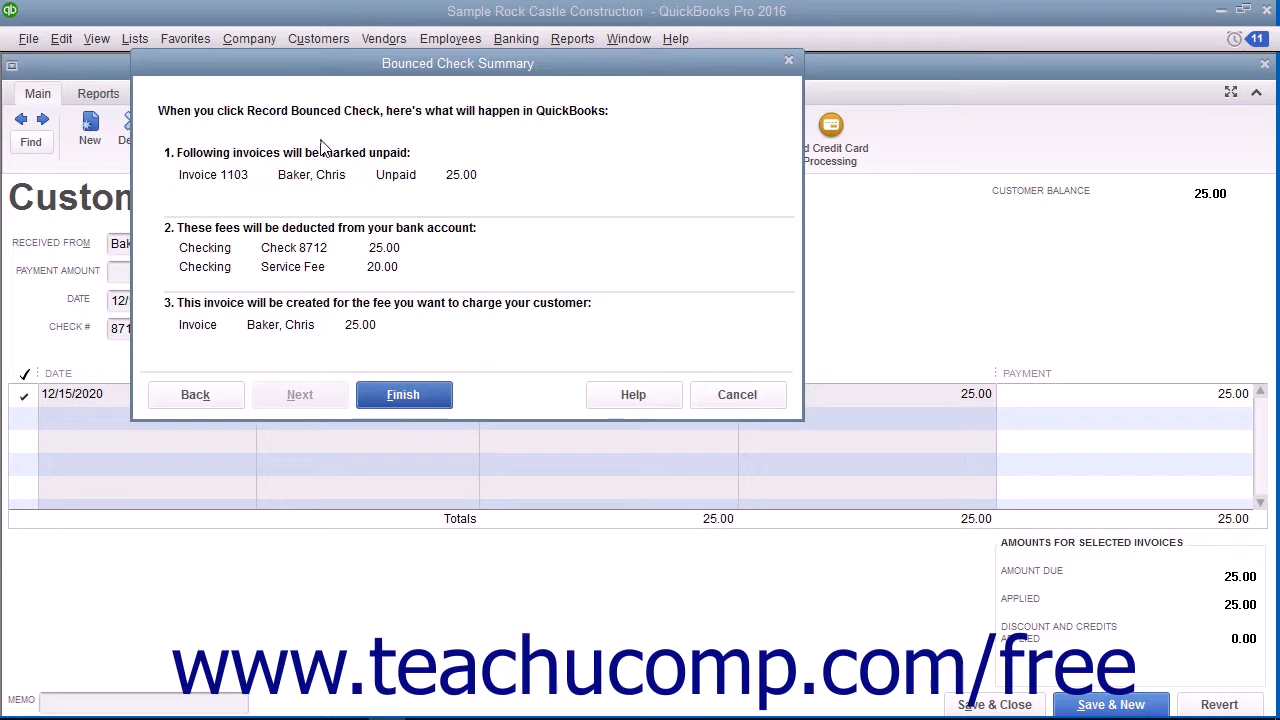 Sample Rock Castle Construction - QuickBooks Pro 2016
File Edit View Lists Favorites Company Customers Vendors Employees Banking Reports Window Help
11
Bounced Check Summary
Main Reports
Find
New
When you click Record Bounced Check, here's what will happen in QuickBooks:
1. Following invoices will be marked unpaid:
Invoice 1103 Baker, Chris Unpaid 25.00
2. These fees will be deducted from your bank account:
Checking Check 8712 25.00
Checking Service Fee 20.00
3. This invoice will be created for the fee you want to charge your customer:
Invoice Baker, Chris 25.00
Back Next Finish Help Cancel
d Credit Card
Processing
Custom
CUSTOMER BALANCE 25.00
RECEIVED FROM Bak
PAYMENT AMOUNT
DATE 12/
CHECK # 871
DATE PAYMENT
12/15/2020 25.00 25.00
Totals 25.00 25.00 25.00
AMOUNTS FOR SELECTED INVOICES
AMOUNT DUE 25.00
APPLIED 25.00
DISCOUNT AND CREDITS
APPLIED 0.00
www.teachucomp.com/free
MEMO
Save & Close Save & New Revert